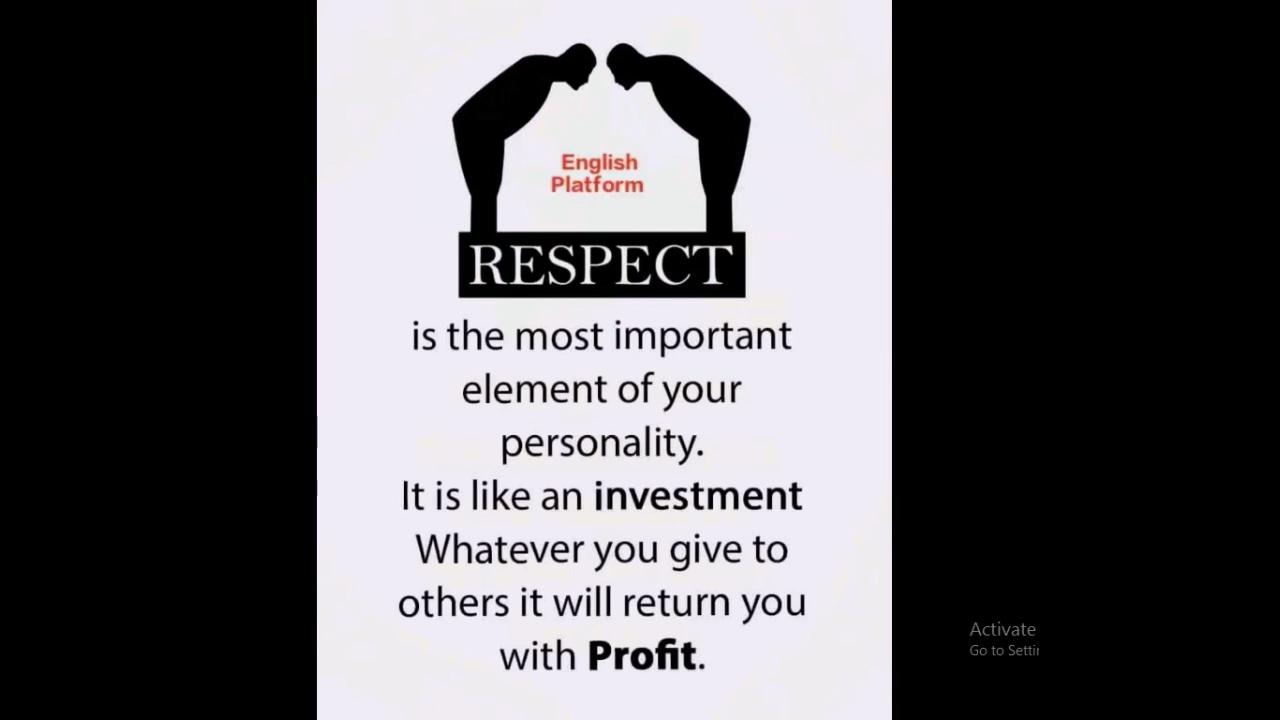 English
Platform
RESPECT
is the most important
element of your
personality.
It is like an investment
Whatever you give to
others it will return you
with Profit.
Activate
Go to Settin